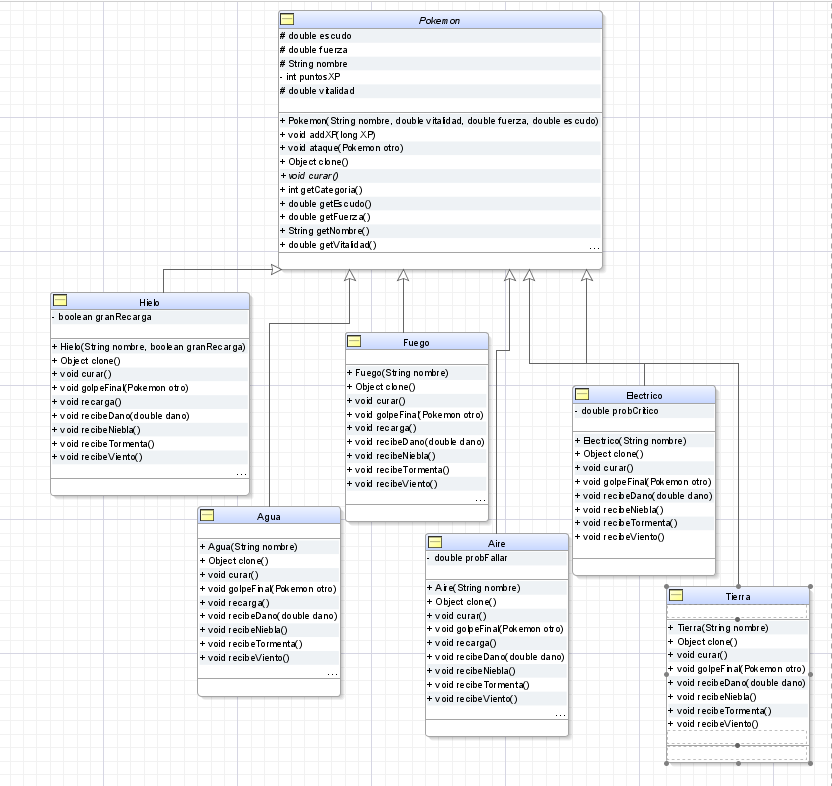 Pokemon
# double escudo
# double fuerza
# String nombre
- int puntosXP
# double vitalidad
+ Pokemon(String nombre, double vitalidad, double fuerza, double escudo)
+ void addXP(long XP)
+ void ataque(Pokemon otro)
+ Object clone()
+ void curar()
+ int getCategoria()
+ double getEscudo()
+ double getFuerza()
+ String getNombre()
+ double getVitalidad()
...
Hielo
- boolean granRecarga
+ Hielo(String nombre, boolean granRecarga)
+ Object clone()
+ void curar()
+ void golpeFinal(Pokemon otro)
+ void recarga()
+ void recibeDano(double dano)
+ void recibeNiebla()
+ void recibeTormenta()
+ void recibeViento()
...
Fuego
+ Fuego(String nombre)
+ Object clone()
+ void curar()
+ void golpeFinal(Pokemon otro)
+ void recarga()
+ void recibeDano(double dano)
+ void recibeNiebla()
+ void recibeTormenta()
+ void recibeViento()
...
Electrico
- double probCritico
+ Electrico(String nombre)
+ Object clone()
+ void curar()
+ void golpeFinal(Pokemon otro)
+ void recibeDano(double dano)
+ void recibeNiebla()
+ void recibeTormenta()
+ void recibeViento()
Agua
+ Agua(String nombre)
+ Object clone()
+ void curar()
+ void golpeFinal(Pokemon otro)
+ void recarga()
+ void recibeDano(double dano)
+ void recibeNiebla()
+ void recibeTormenta()
+ void recibeViento()
...
Aire
- double probFallar
+ Aire(String nombre)
+ Object clone()
+ void curar()
+ void golpeFinal(Pokemon otro)
+ void recarga()
+ void recibeDano(double dano)
+ void recibeNiebla()
+ void recibeTormenta()
+ void recibeViento()
...
Tierra
+ Tierra(String nombre)
+ Object clone()
+ void curar()
+ void golpeFinal(Pokemon otro)
+ void recibeDano(double dano)
+ void recibeNiebla()
+ void recibeTormenta()
+ void recibeViento()